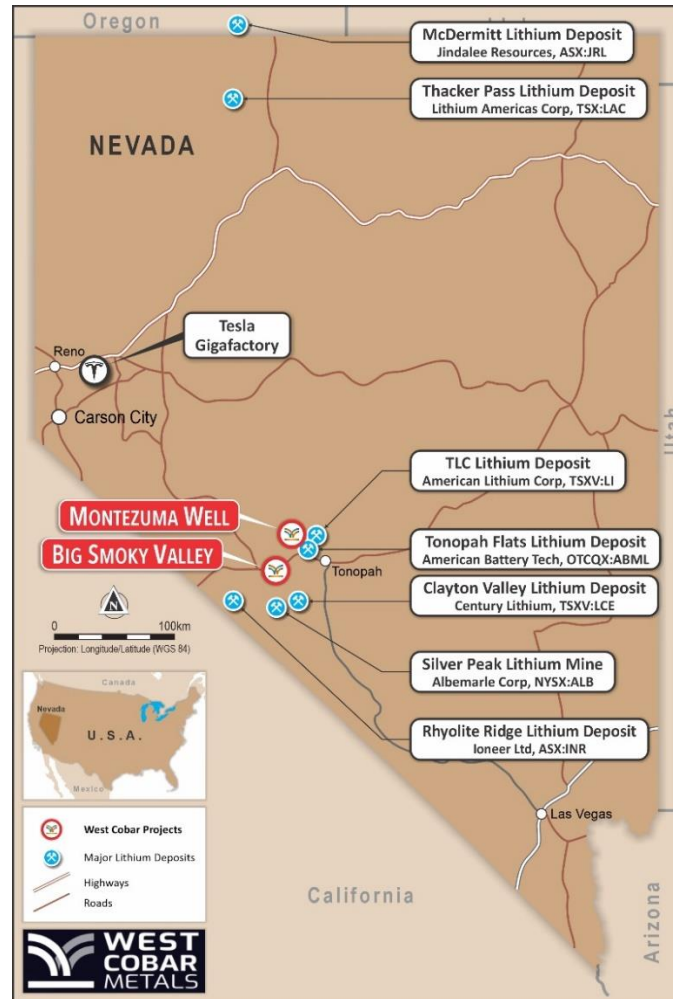 Oregon
McDermitt Lithium Deposit
Jindalee Resources, ASX:JRL
Thacker Pass Lithium Deposit
Lithium Americas Corp, TSX:LAC
NEVADA
Tesla
Gigafactory
Reno
Carson City
Utah
TLC Lithium Deposit
American Lithium Corp, TSXV:LI
MONTEZUMA WELL
BIG SMOKY VALLEY
Tonopah Flats Lithium Deposit
American Battery Tech, OTCQX:ABML
Tonopah
Clayton Valley Lithium Deposit
Century Lithium, TSXV:LCE
N
0 100km
Projection: Longitude/Latitude (WGS 84)
Silver Peak Lithium Mine
Albemarle Corp, NYSX:ALB
Rhyolite Ridge Lithium Deposit
Ioneer Ltd, ASX:INR
Canada
Nevada
U.S.A.
Mexico
Las Vegas
California
Arizona
West Cobar Projects
Major Lithium Deposits
Highways
Roads
WEST
COBAR
METALS